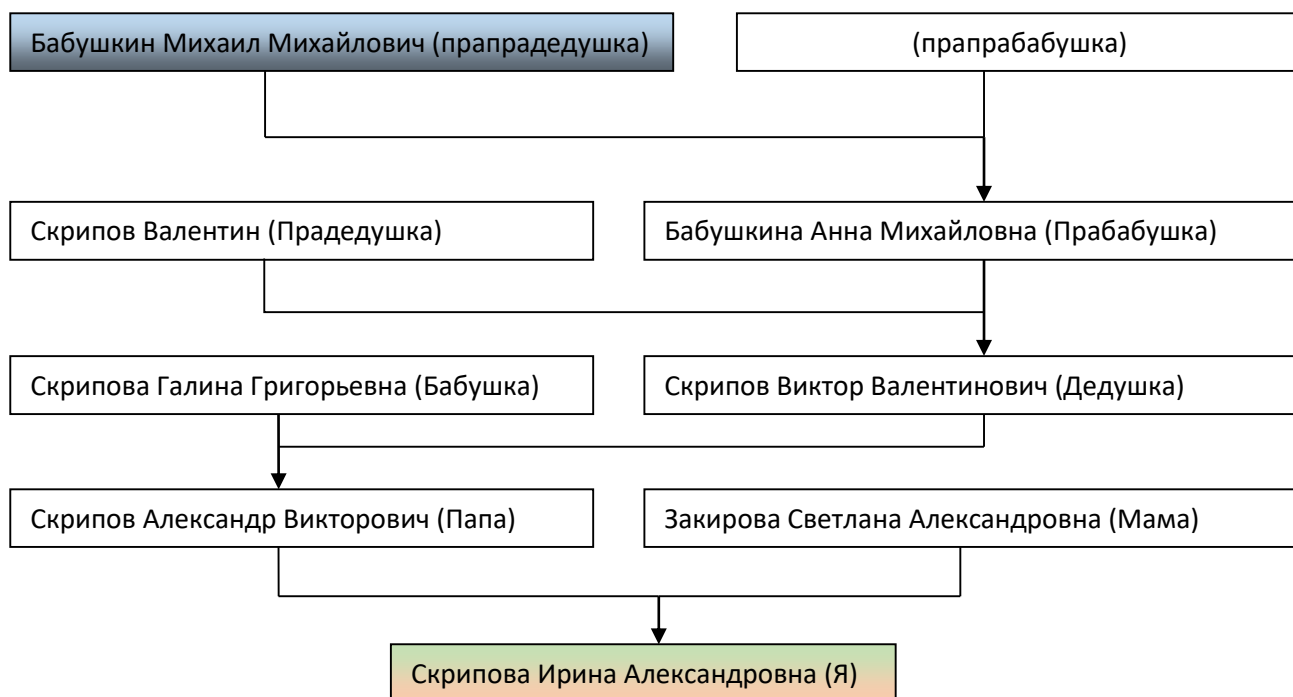 Бабушкин Михаил Михайлович (прапрадедушка)
(прапрабабушка)
Скрипов Валентин (Прадедушка)
Бабушкина Анна Михайловна (Прабабушка)
Скрипова Галина Григорьевна (Бабушка)
Скрипов Виктор Валентинович (Дедушка)
Скрипов Александр Викторович (Папа)
Закирова Светлана Александровна (Мама)
Скрипова Ирина Александровна (Я)